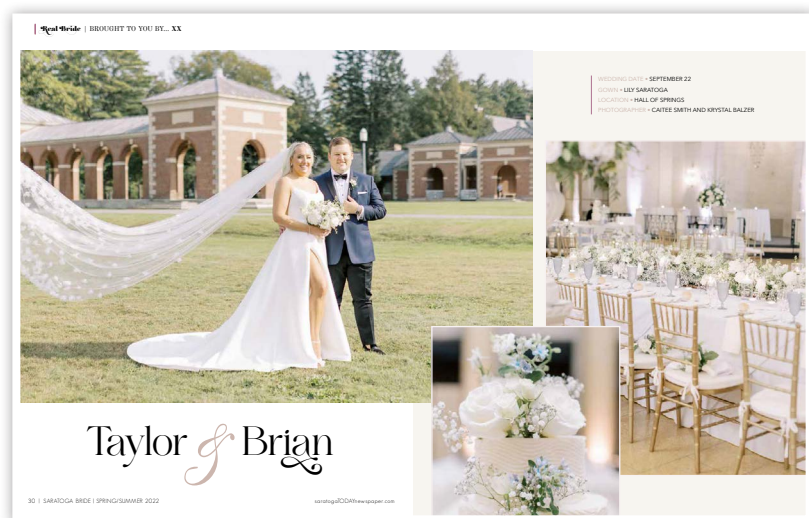 Real Bride | BROUGHT TO YOU BY... XX
WEDDING DATE • SEPTEMBER 22
GOWN • LILY SARATOGA
LOCATION • HALL OF SPRINGS
PHOTOGRAPHER • CAITEE SMITH AND KRYSTAL BALZER
Taylor & Brian
30 | SARATOGA BRIDE | SPRING/SUMMER 2022
saratogaTODAYnewspaper.com